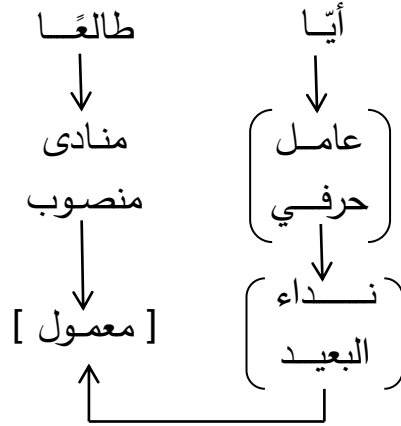 أيّا طالعًا
عامل منادى
حرفي منصوب
نداء [ معمول ]
البعيد